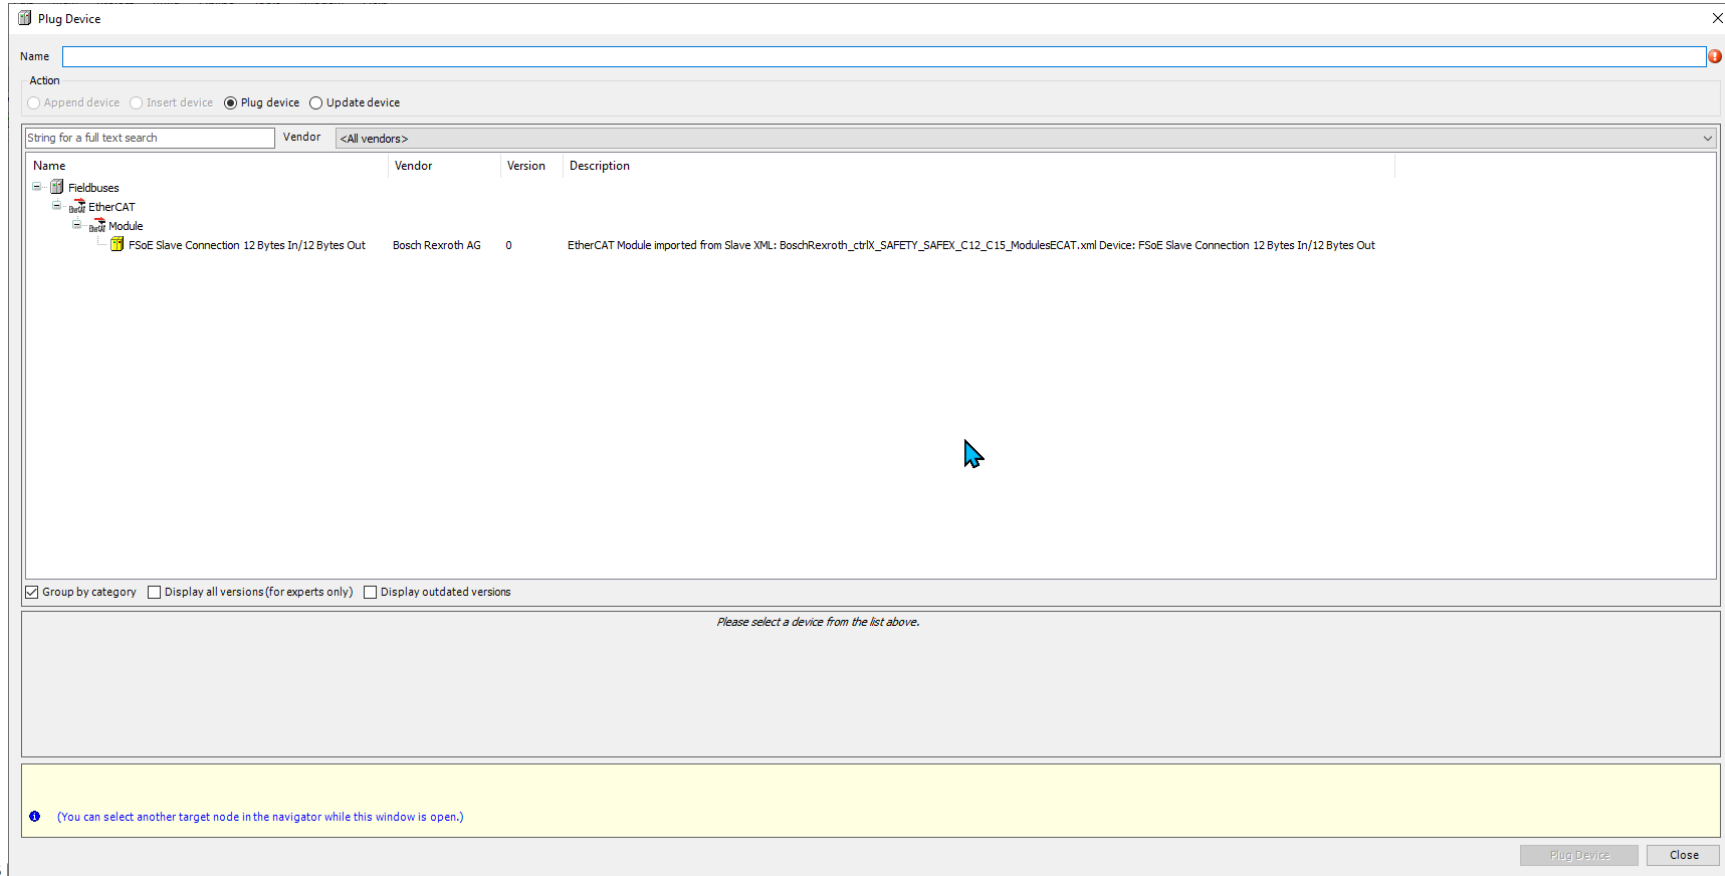 Plug Device
Name
Action
Append device Insert device Plug device Update device
String for a full text search Vendor <All vendors>
Name Vendor Version Description
Fieldbuses
EtherCAT
Module
FSoE Slave Connection 12 Bytes In/12 Bytes Out Bosch Rexroth AG 0 EtherCAT Module imported from Slave XML: BoschRexroth_ctrlX_SAFETY_SAFEX_C12_C15_ModulesECAT.xml Device: FSoE Slave Connection 12 Bytes In/12 Bytes Out
Group by category Display all versions (for experts only) Display outdated versions
Please select a device from the list above.
(You can select another target node in the navigator while this window is open.)
Plug Device Close